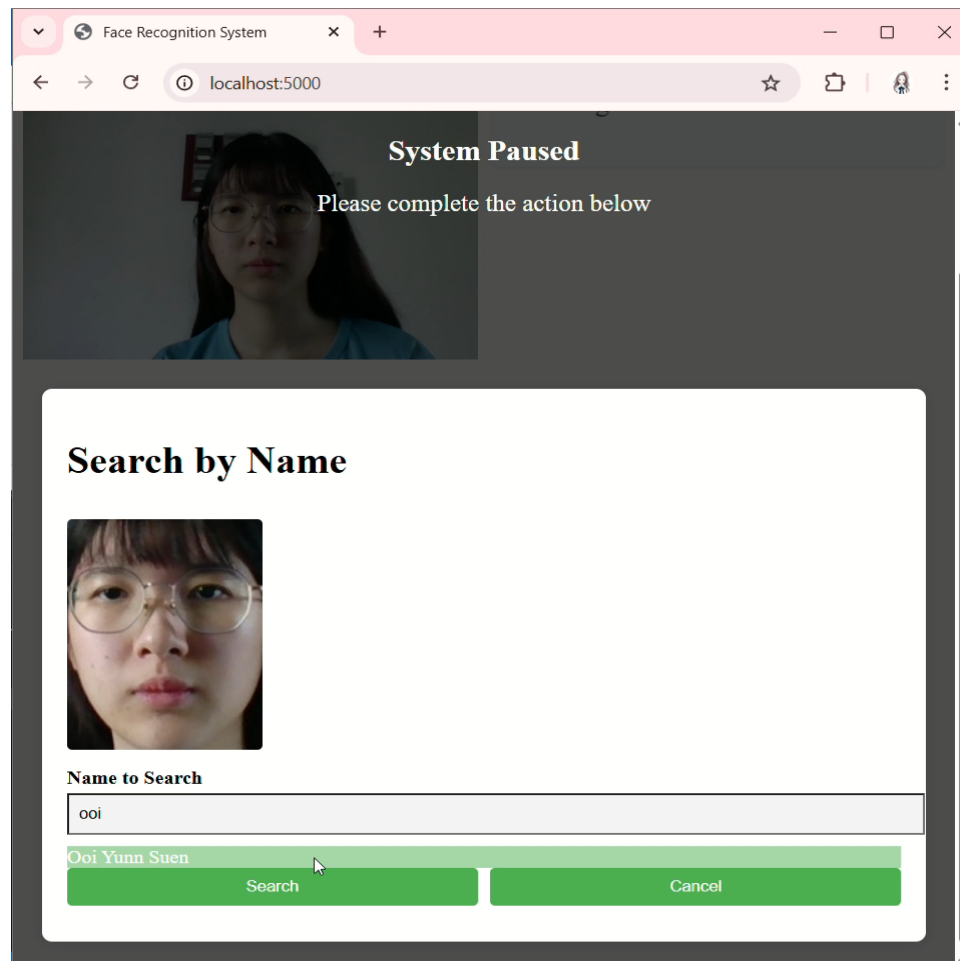 Face Recognition System
localhost:5000
System Paused
Please complete the action below
Search by Name
Name to Search
ooi
Ooi Yunn Suen
Search
Cancel